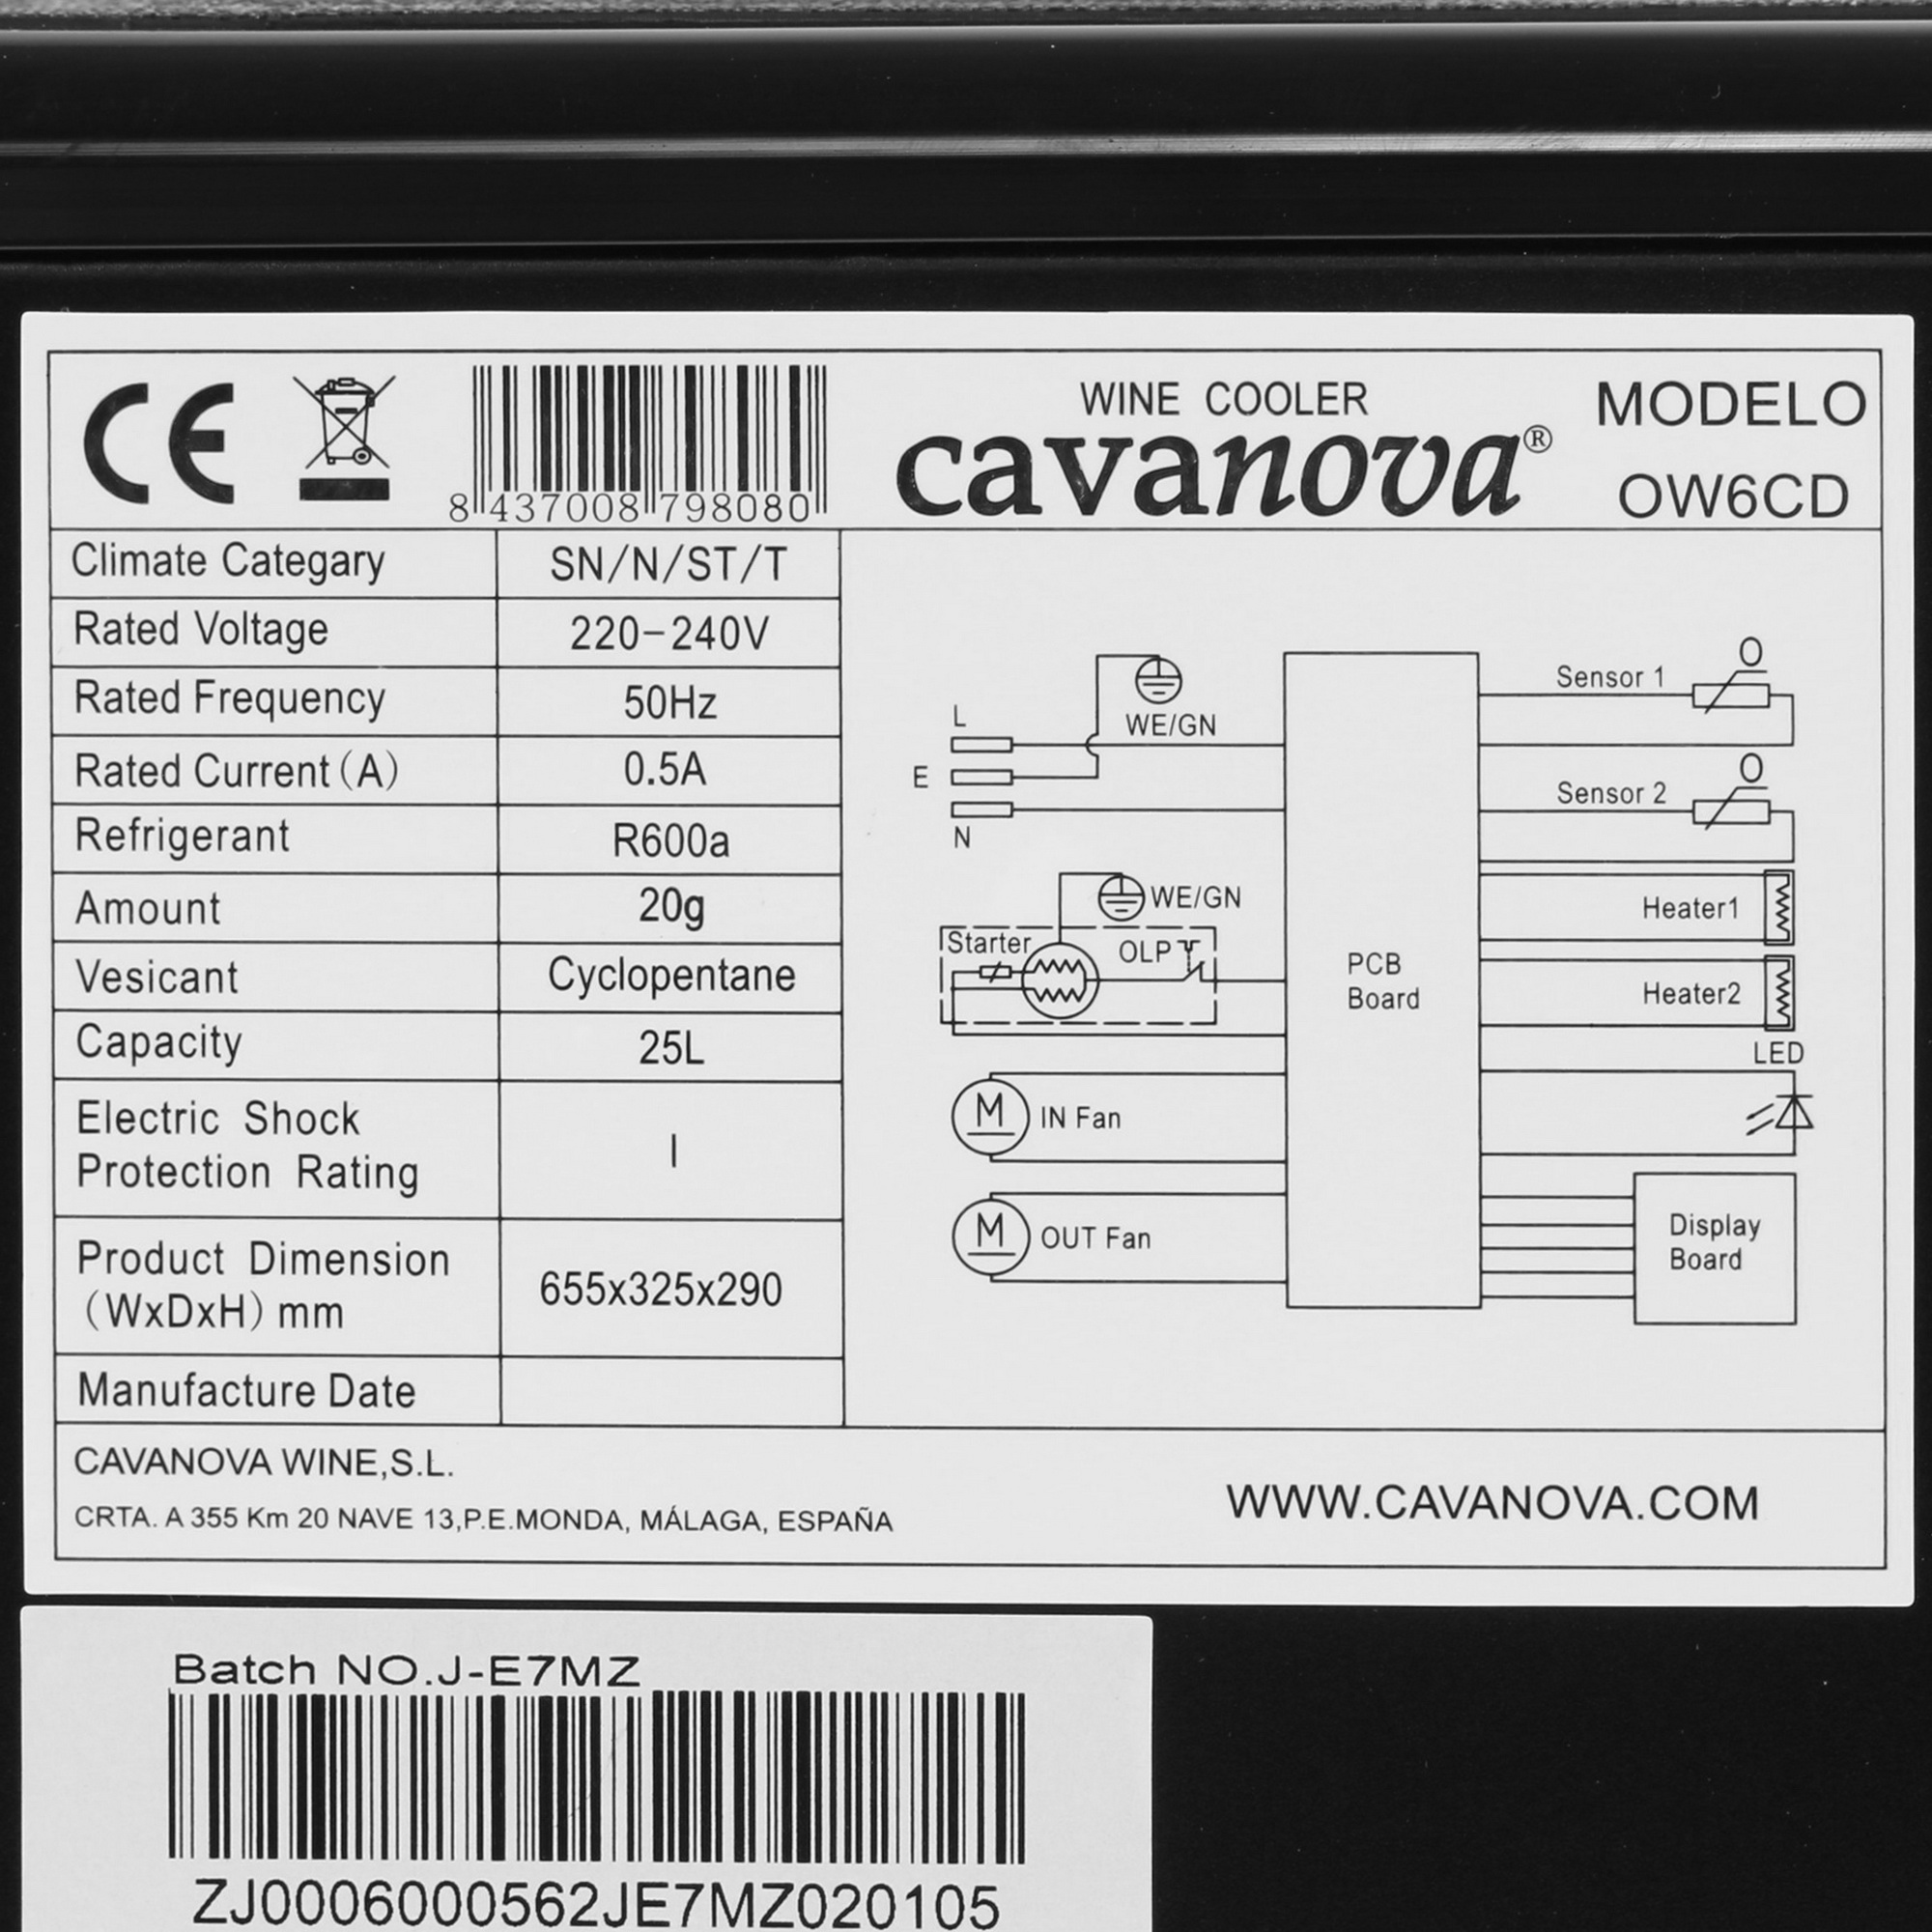 CE
8 437008 798080
WINE COOLER
cavanova®
MODELO
OW6CD
Climate Categary SN/N/ST/T
Rated Voltage 220-240V
Rated Frequency 50Hz
Rated Current (A) 0.5A
Refrigerant R600a
Amount 20g
Vesicant Cyclopentane
Capacity 25L
Electric Shock
Protection Rating I
Product Dimension
(WxDxH) mm 655x325x290
Manufacture Date
L
E
N
WE/GN
WE/GN
Starter
OLP
M IN Fan
M OUT Fan
PCB
Board
Sensor 1
O
Sensor 2
O
Heater1
Heater2
LED
Display
Board
CAVANOVA WINE,S.L.
CRTA. A 355 Km 20 NAVE 13,P.E.MONDA, MÁLAGA, ESPAÑA
WWW.CAVANOVA.COM
Batch NO.J-E7MZ
ZJ0006000562JE7MZ020105